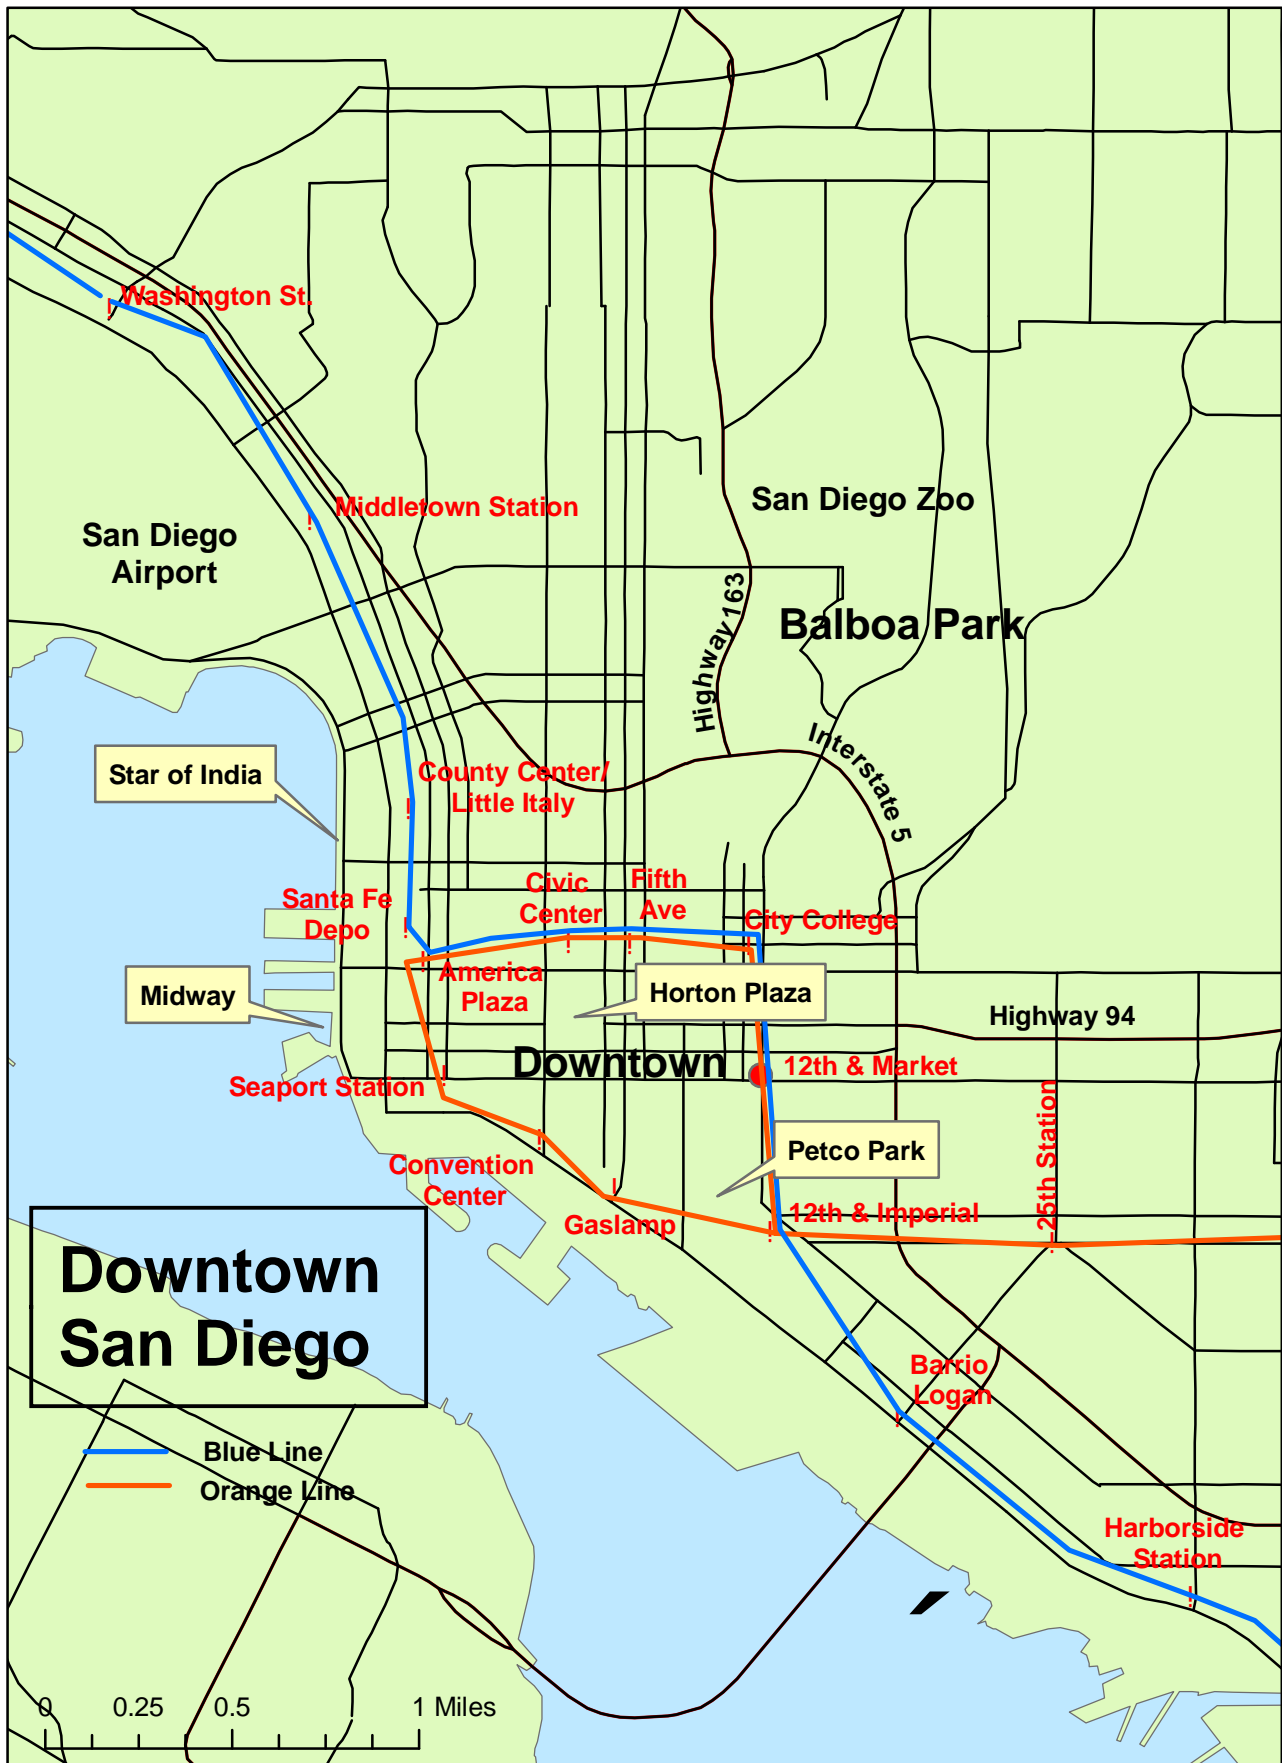 Washington St.
Middletown Station
San Diego Zoo
San Diego
Airport
Highway163
Balboa Park
Interstate 5
Star of India
County Center/
Little Italy
Santa Fe
Depo
Civic
Center
Fifth
Ave
City College
America
Plaza
Horton Plaza
Midway
Highway 94
Downtown
12th & Market
Seaport Station
25th Station
Petco Park
Convention
Center
Gaslamp
12th & Imperial
Downtown
San Diego
Barrio
Logan
Blue Line
Orange Line
Harborside
Station
0 0.25 0.5 1 Miles